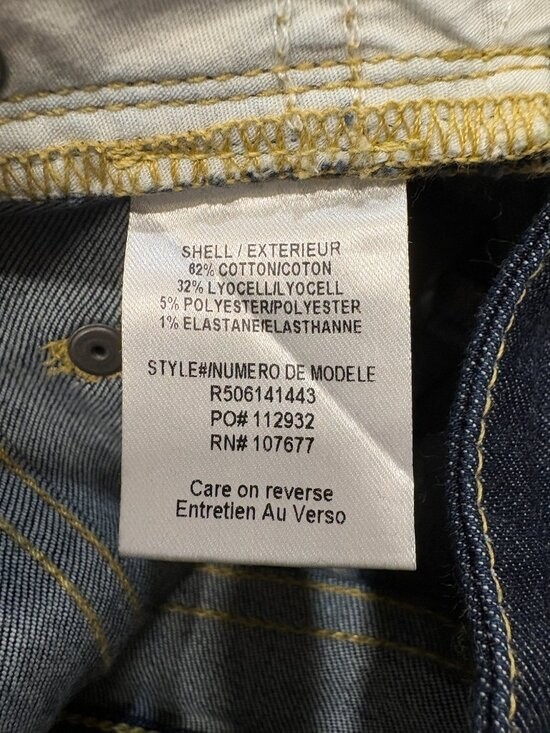 SHELL / EXTERIEUR
62% COTTON/COTON
32% LYOCELL/LYOCELL
5% POLYESTER/POLYESTER
1% ELASTANE/ELASTHANNE
STYLE#/NUMERO DE MODELE
R506141443
PO# 112932
RN# 107677
Care on reverse
Entretien Au Verso